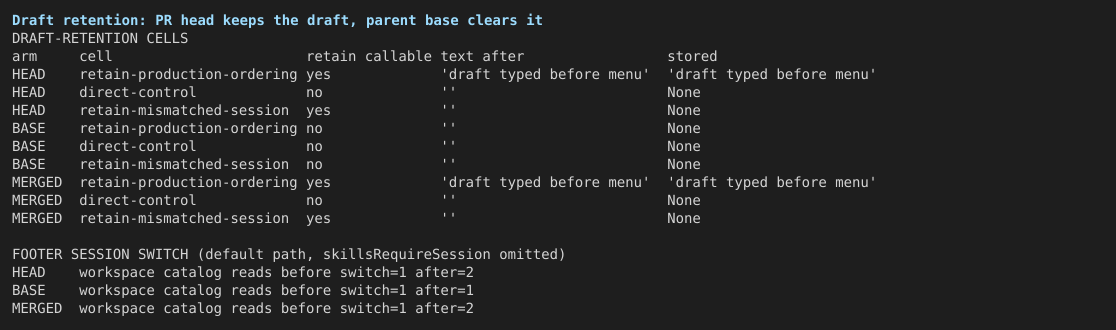 Draft retention: PR head keeps the draft, parent base clears it
DRAFT-RETENTION CELLS
arm     cell                       retain callable text after                 stored
HEAD    retain-production-ordering yes             'draft typed before menu'  'draft typed before menu'
HEAD    direct-control             no              ''                         None
HEAD    retain-mismatched-session  yes             ''                         None
BASE    retain-production-ordering no              ''                         None
BASE    direct-control             no              ''                         None
BASE    retain-mismatched-session  no              ''                         None
MERGED  retain-production-ordering yes             'draft typed before menu'  'draft typed before menu'
MERGED  direct-control             no              ''                         None
MERGED  retain-mismatched-session  yes             ''                         None

FOOTER SESSION SWITCH (default path, skillsRequireSession omitted)
HEAD    workspace catalog reads before switch=1 after=2
BASE    workspace catalog reads before switch=1 after=1
MERGED  workspace catalog reads before switch=1 after=2